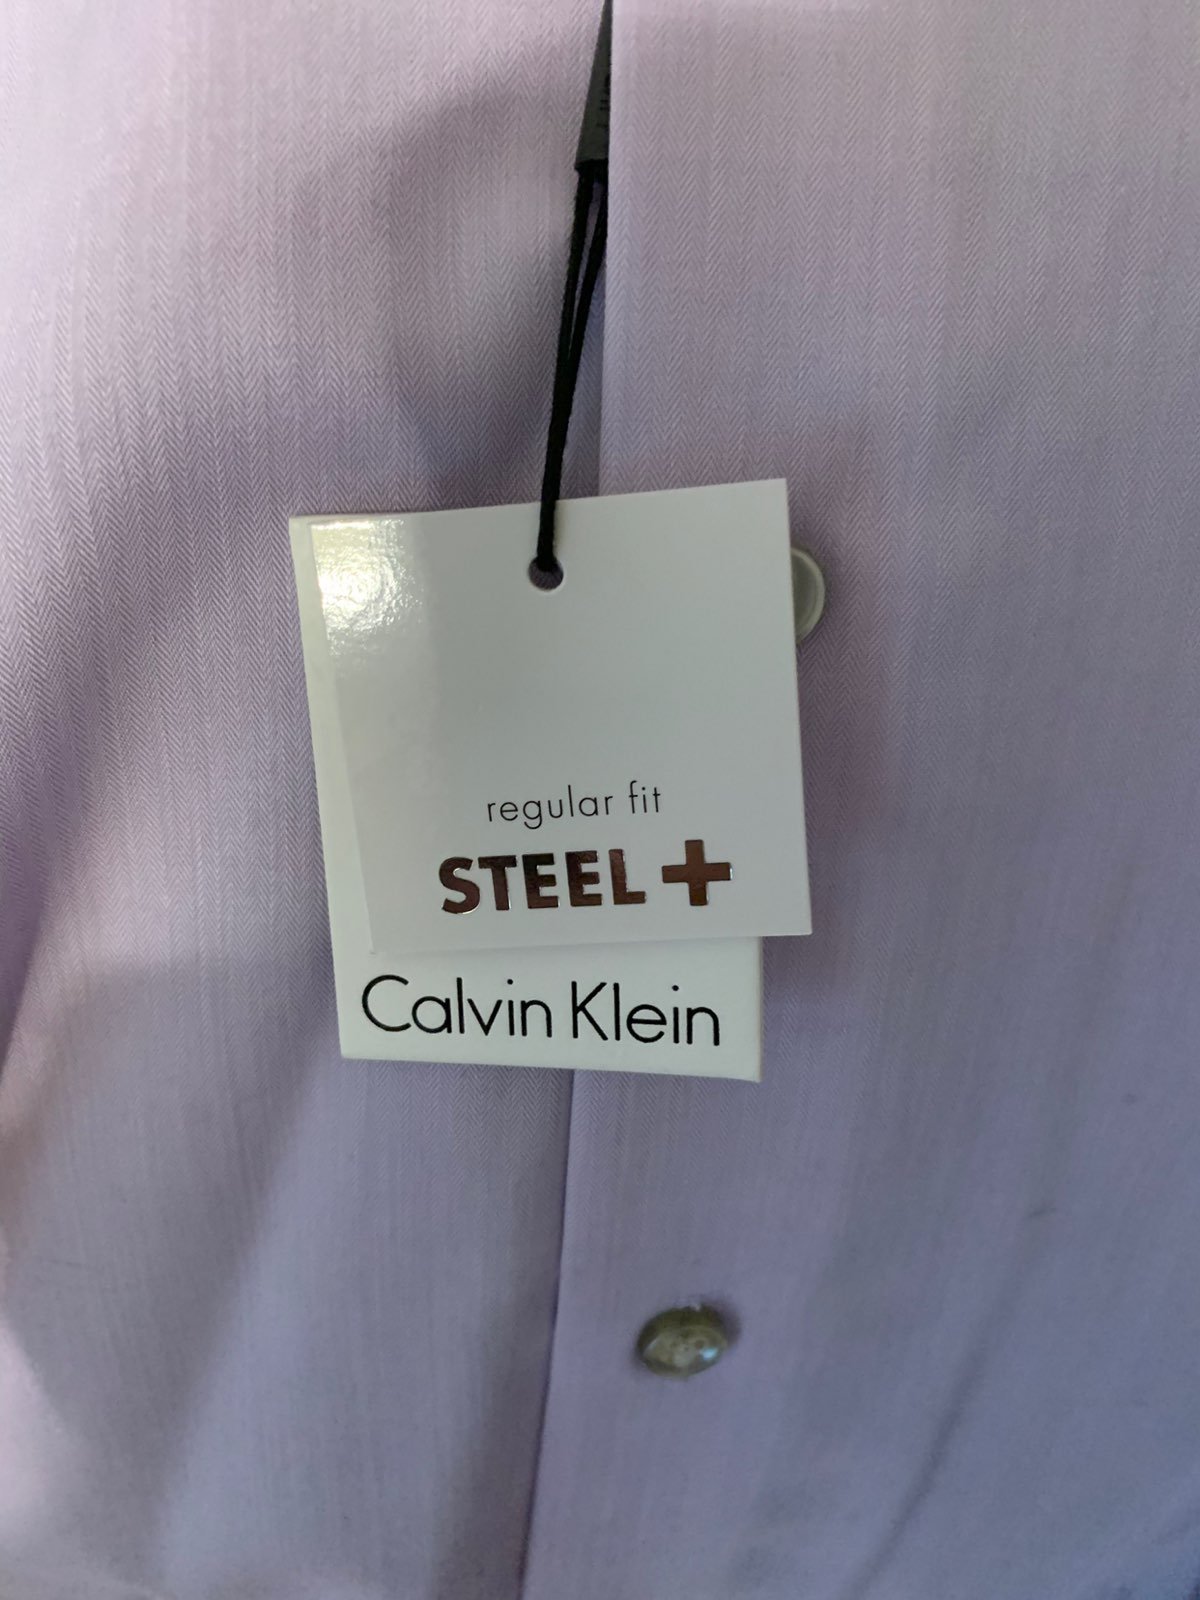 regular fit
STEEL +
Calvin Klein